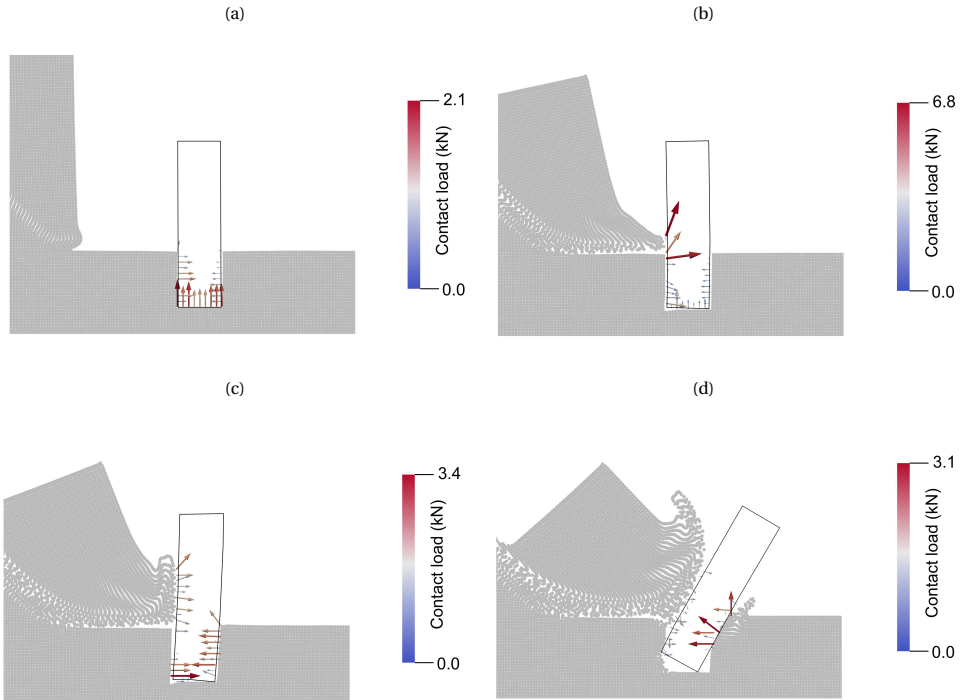 (a)
(b)
2.1
Contact load (kN)
0.0
6.8
Contact load (kN)
0.0
(c)
(d)
3.4
Contact load (kN)
0.0
3.1
Contact load (kN)
0.0